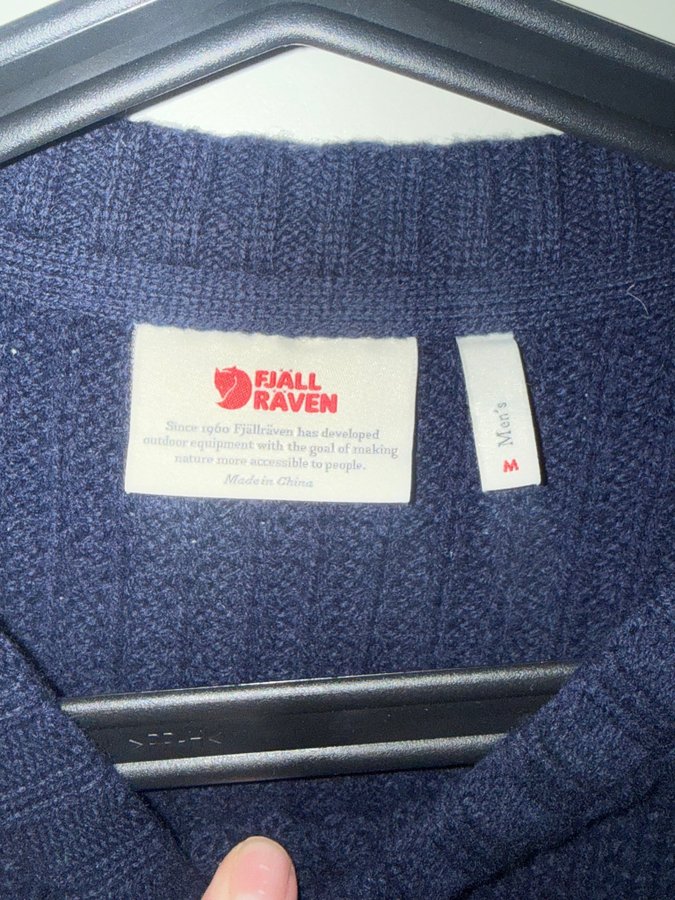 FJÄLL
RÄVEN
Since 1960 Fjällräven has developed
outdoor equipment with the goal of making
nature more accessible to people.
Made in China
Men's
M